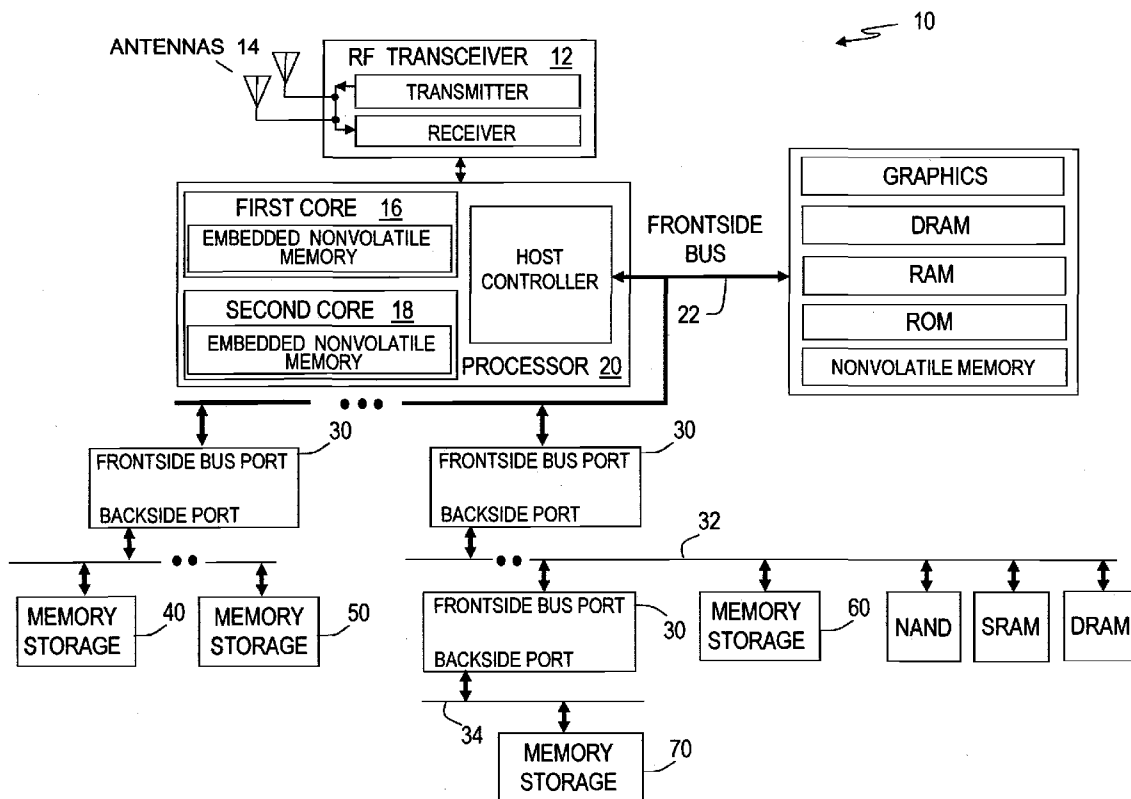 10
ANTENNAS 14
RF TRANSCEIVER 12
TRANSMITTER
RECEIVER
FIRST CORE 16
EMBEDDED NONVOLATILE
MEMORY
SECOND CORE 18
EMBEDDED NONVOLATILE
MEMORY
HOST
CONTROLLER
PROCESSOR 20
FRONTSIDE
BUS
22
GRAPHICS
DRAM
RAM
ROM
NONVOLATILE MEMORY
30
FRONTSIDE BUS PORT
BACKSIDE PORT
30
FRONTSIDE BUS PORT
BACKSIDE PORT
32
MEMORY
STORAGE
40
MEMORY
STORAGE
50
FRONTSIDE BUS PORT
BACKSIDE PORT
30
MEMORY
STORAGE
60
NAND
SRAM
DRAM
34
MEMORY
STORAGE
70